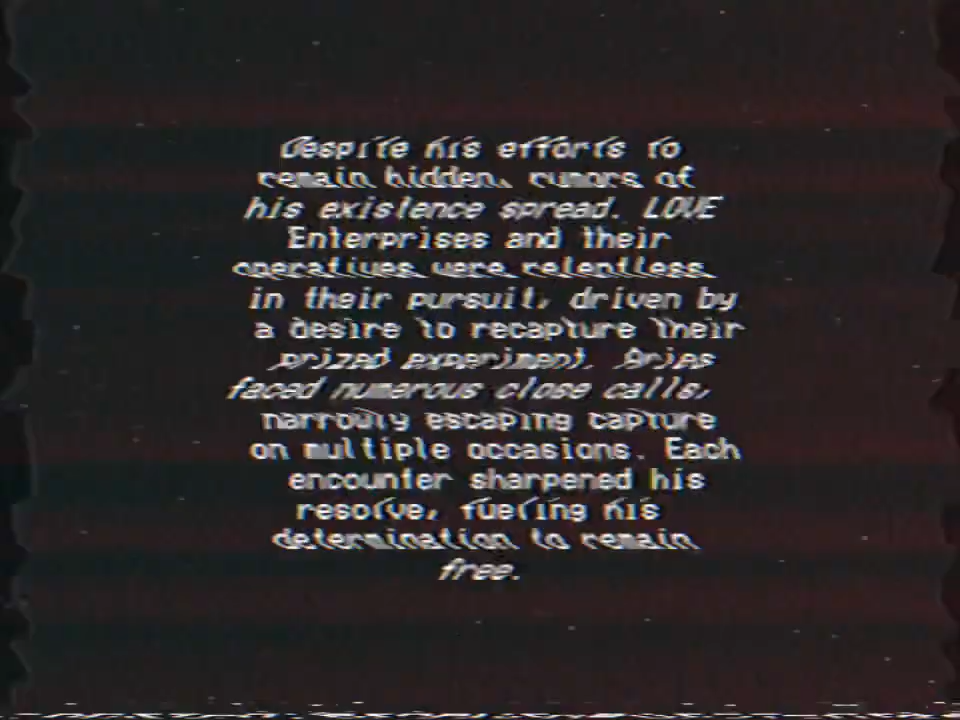 Despite his efforts to
remain hidden, rumors of
his existence spread. LOVE
Enterprises and their
operatives were relentless
in their pursuit, driven by
a desire to recapture their
prized experiment. Aries
faced numerous close calls,
narrowly escaping capture
on multiple occasions. Each
encounter sharpened his
resolve, fueling his
determination to remain
free.